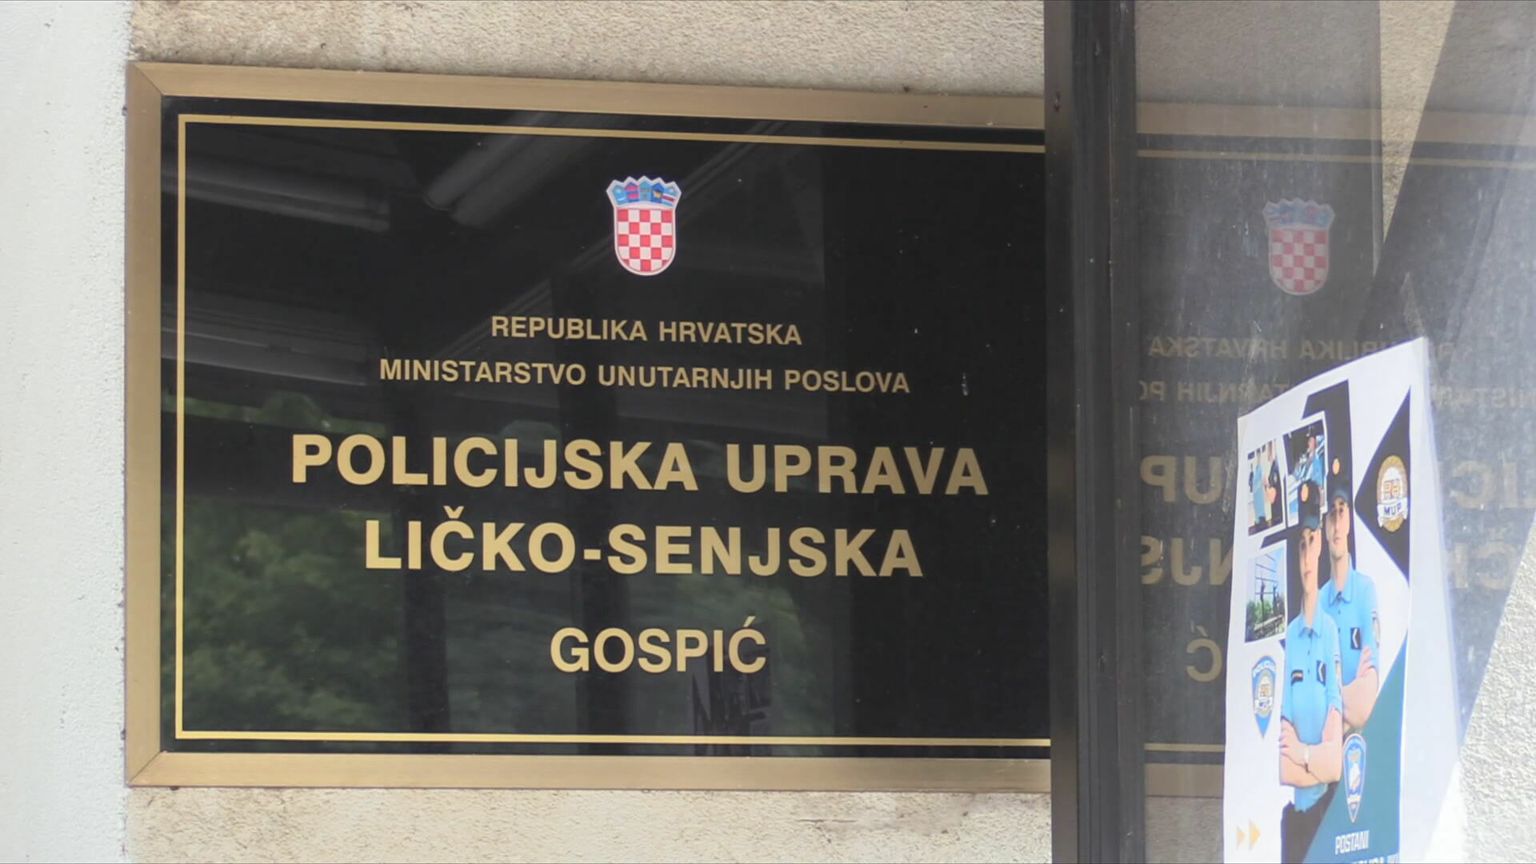 REPUBLIKA HRVATSKA
MINISTARSTVO UNUTARNJIH POSLOVA
POLICIJSKA UPRAVA
LIČKO-SENJSKA
GOSPIĆ
MUP
POSTANI